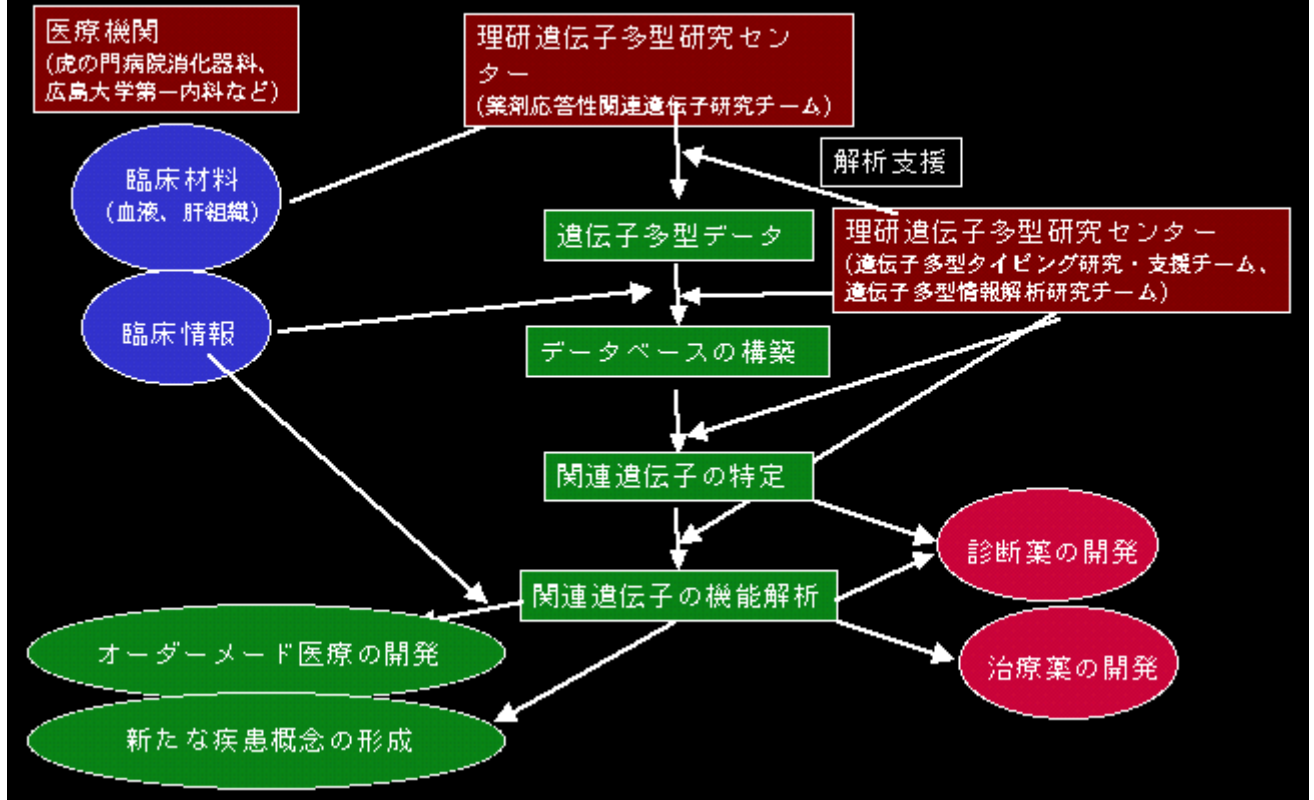 医療機関
(虎の門病院消化器科、
広島大学第一内科など)
理研遺伝子多型研究セン
ター
(薬剤応答性関連遺伝子研究チーム)
臨床材料
(血液、肝組織)
解析支援
遺伝子多型データ
理研遺伝子多型研究センター
(遺伝子多型タイピング研究・支援チーム、
遺伝子多型情報解析研究チーム)
臨床情報
データベースの構築
関連遺伝子の特定
診断薬の開発
関連遺伝子の機能解析
オーダーメード医療の開発
治療薬の開発
新たな疾患概念の形成